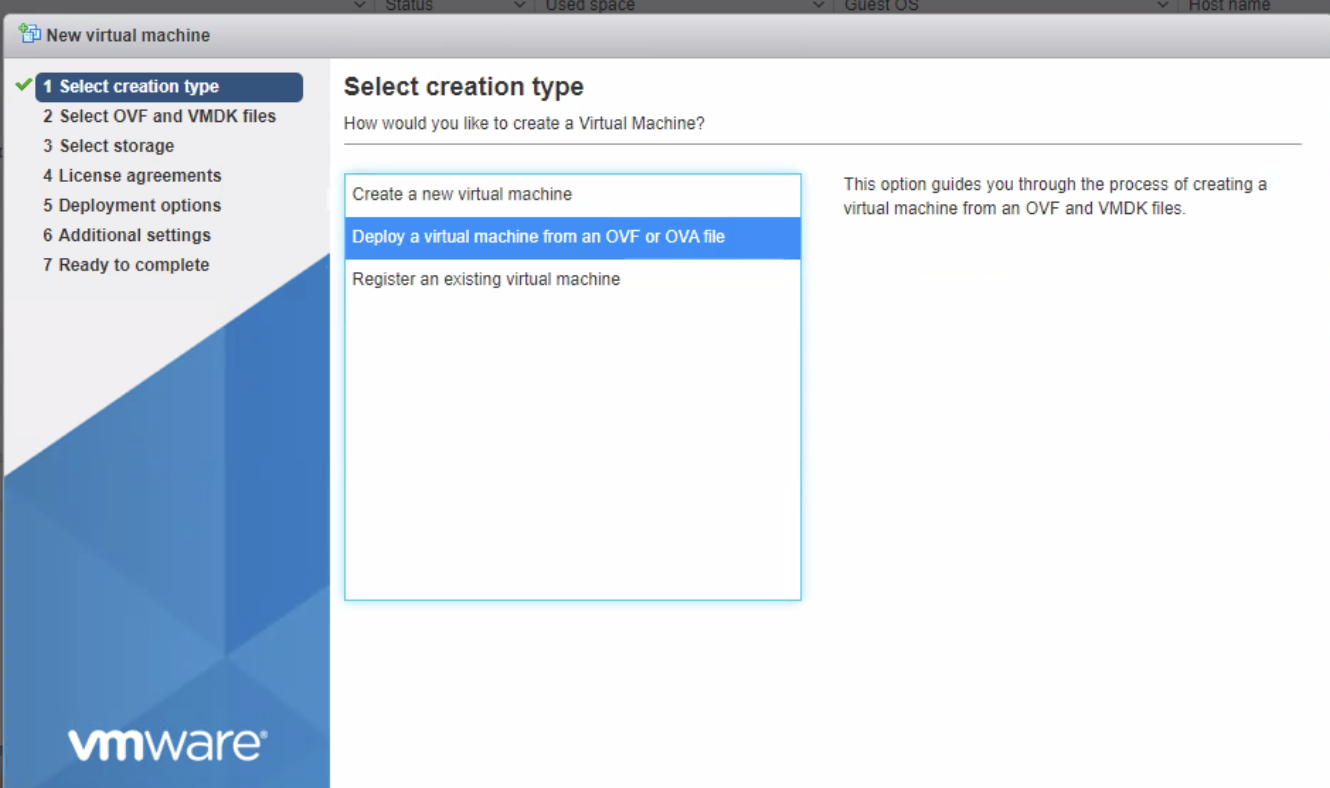 Status Used space Guest OS Host name
New virtual machine
1 Select creation type
2 Select OVF and VMDK files
3 Select storage
4 License agreements
5 Deployment options
6 Additional settings
7 Ready to complete
Select creation type
How would you like to create a Virtual Machine?
Create a new virtual machine
Deploy a virtual machine from an OVF or OVA file
Register an existing virtual machine
This option guides you through the process of creating a
virtual machine from an OVF and VMDK files.
vmware®